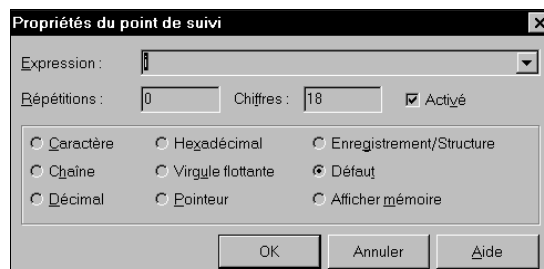 Propriétés du point de suivi
Expression : i
Répétitions : 0 Chiffres : 18 Activé
Caractère Hexadécimal Enregistrement/Structure
Chaîne Virgule flottante Défaut
Décimal Pointeur Afficher mémoire
OK Annuler Aide